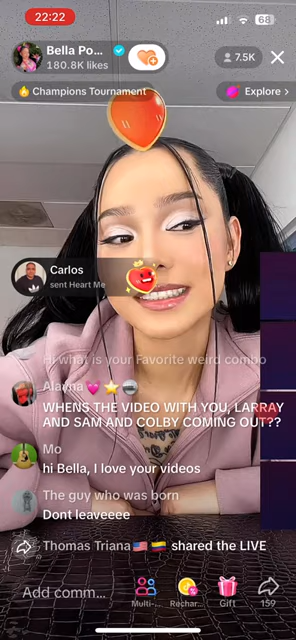 22:22
68
Bella Po...
180.8K likes
7.5K
Champions Tournament
Explore >
Carlos
sent Heart Me
Hi what is your Favorite weird combo
Alayna
WHENS THE VIDEO WITH YOU, LARRAY
AND SAM AND COLBY COMING OUT??
Mo
hi Bella, I love your videos
The guy who was born
Dont leaveeee
Thomas Triana 🇺🇸 🇻🇪 shared the LIVE
Add comm...
Multi-...
Rechar...
Gift
159